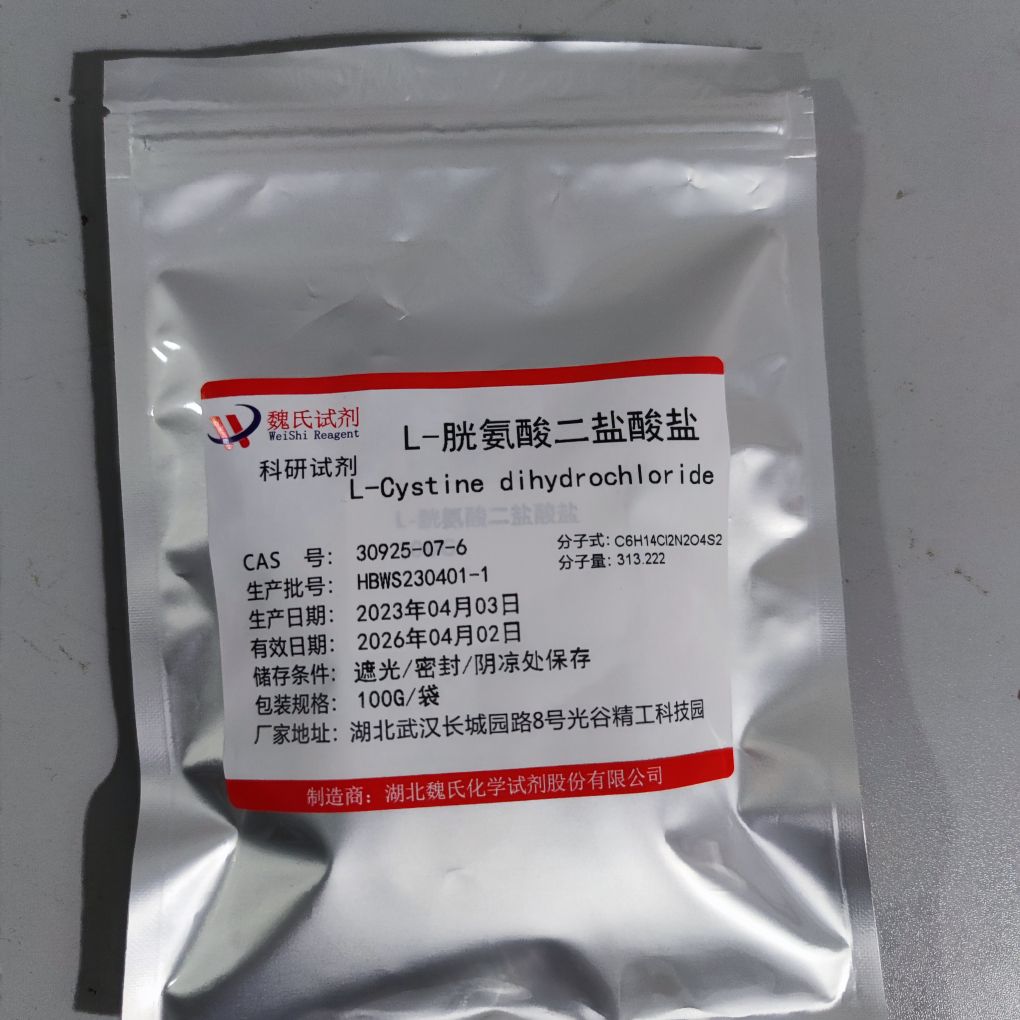 魏氏试剂
WeiShi Reagent
科研试剂
L-胱氨酸二盐酸盐
L-Cystine dihydrochloride
L-胱氨酸二盐酸盐
CAS 号: 30925-07-6
分子式: C6H14Cl2N2O4S2
分子量: 313.222
生产批号: HBWS230401-1
生产日期: 2023年04月03日
有效日期: 2026年04月02日
储存条件: 遮光/密封/阴凉处保存
包装规格: 100G/袋
厂家地址: 湖北武汉长城园路8号光谷精工科技园
制造商: 湖北魏氏化学试剂股份有限公司